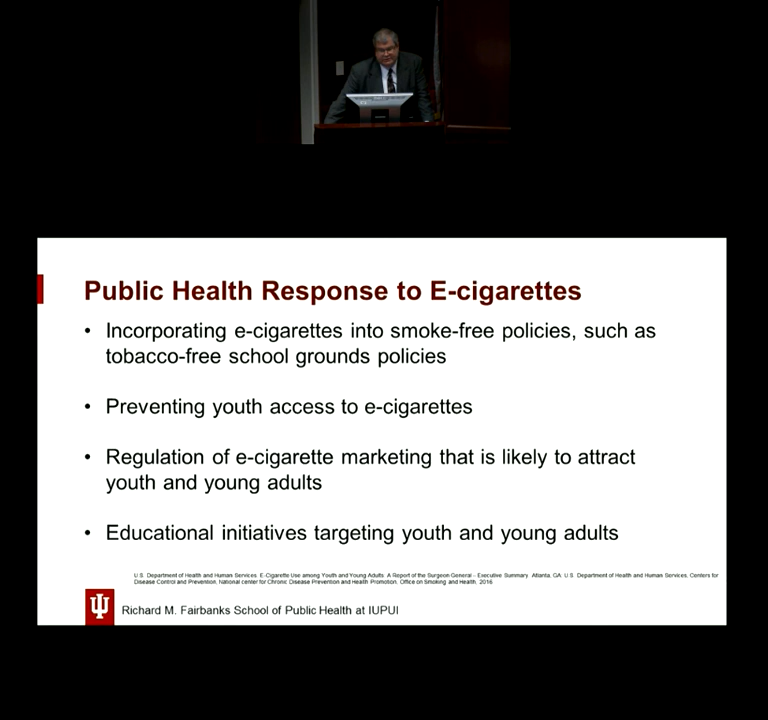 Public Health Response to E-cigarettes
• Incorporating e-cigarettes into smoke-free policies, such as
tobacco-free school grounds policies
• Preventing youth access to e-cigarettes
• Regulation of e-cigarette marketing that is likely to attract
youth and young adults
• Educational initiatives targeting youth and young adults
U.S. Department of Health and Human Services. E-Cigarette Use among Youth and Young Adults. A Report of the Surgeon General - Executive Summary. Atlanta, GA: U.S. Department of Health and Human Services, Centers for
Disease Control and Prevention, National center for Chronic Disease Prevention and Health Promotion, Office on Smoking and Health, 2016
Richard M. Fairbanks School of Public Health at IUPUI